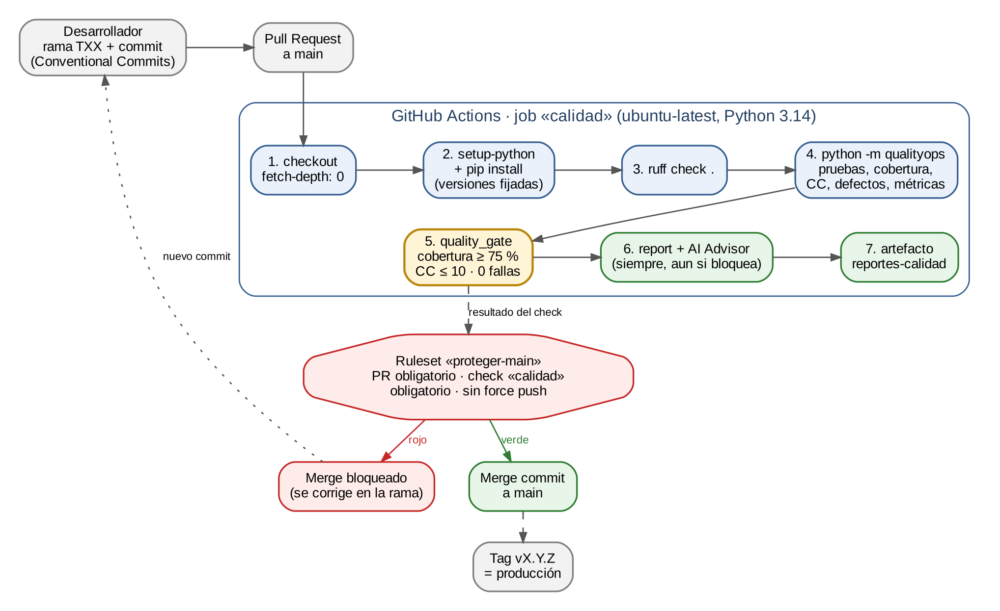 Desarrollador
rama TXX + commit
(Conventional Commits)
Pull Request
a main
GitHub Actions · job «calidad» (ubuntu-latest, Python 3.14)
1. checkout
fetch-depth: 0
2. setup-python
+ pip install
(versiones fijadas)
3. ruff check .
4. python -m qualityops
pruebas, cobertura,
CC, defectos, métricas
5. quality_gate
cobertura ≥ 75 %
CC ≤ 10 · 0 fallas
6. report + AI Advisor
(siempre, aun si bloquea)
7. artefacto
reportes-calidad
nuevo commit
resultado del check
Ruleset «proteger-main»
PR obligatorio · check «calidad»
obligatorio · sin force push
rojo
verde
Merge bloqueado
(se corrige en la rama)
Merge commit
a main
Tag vX.Y.Z
= producción